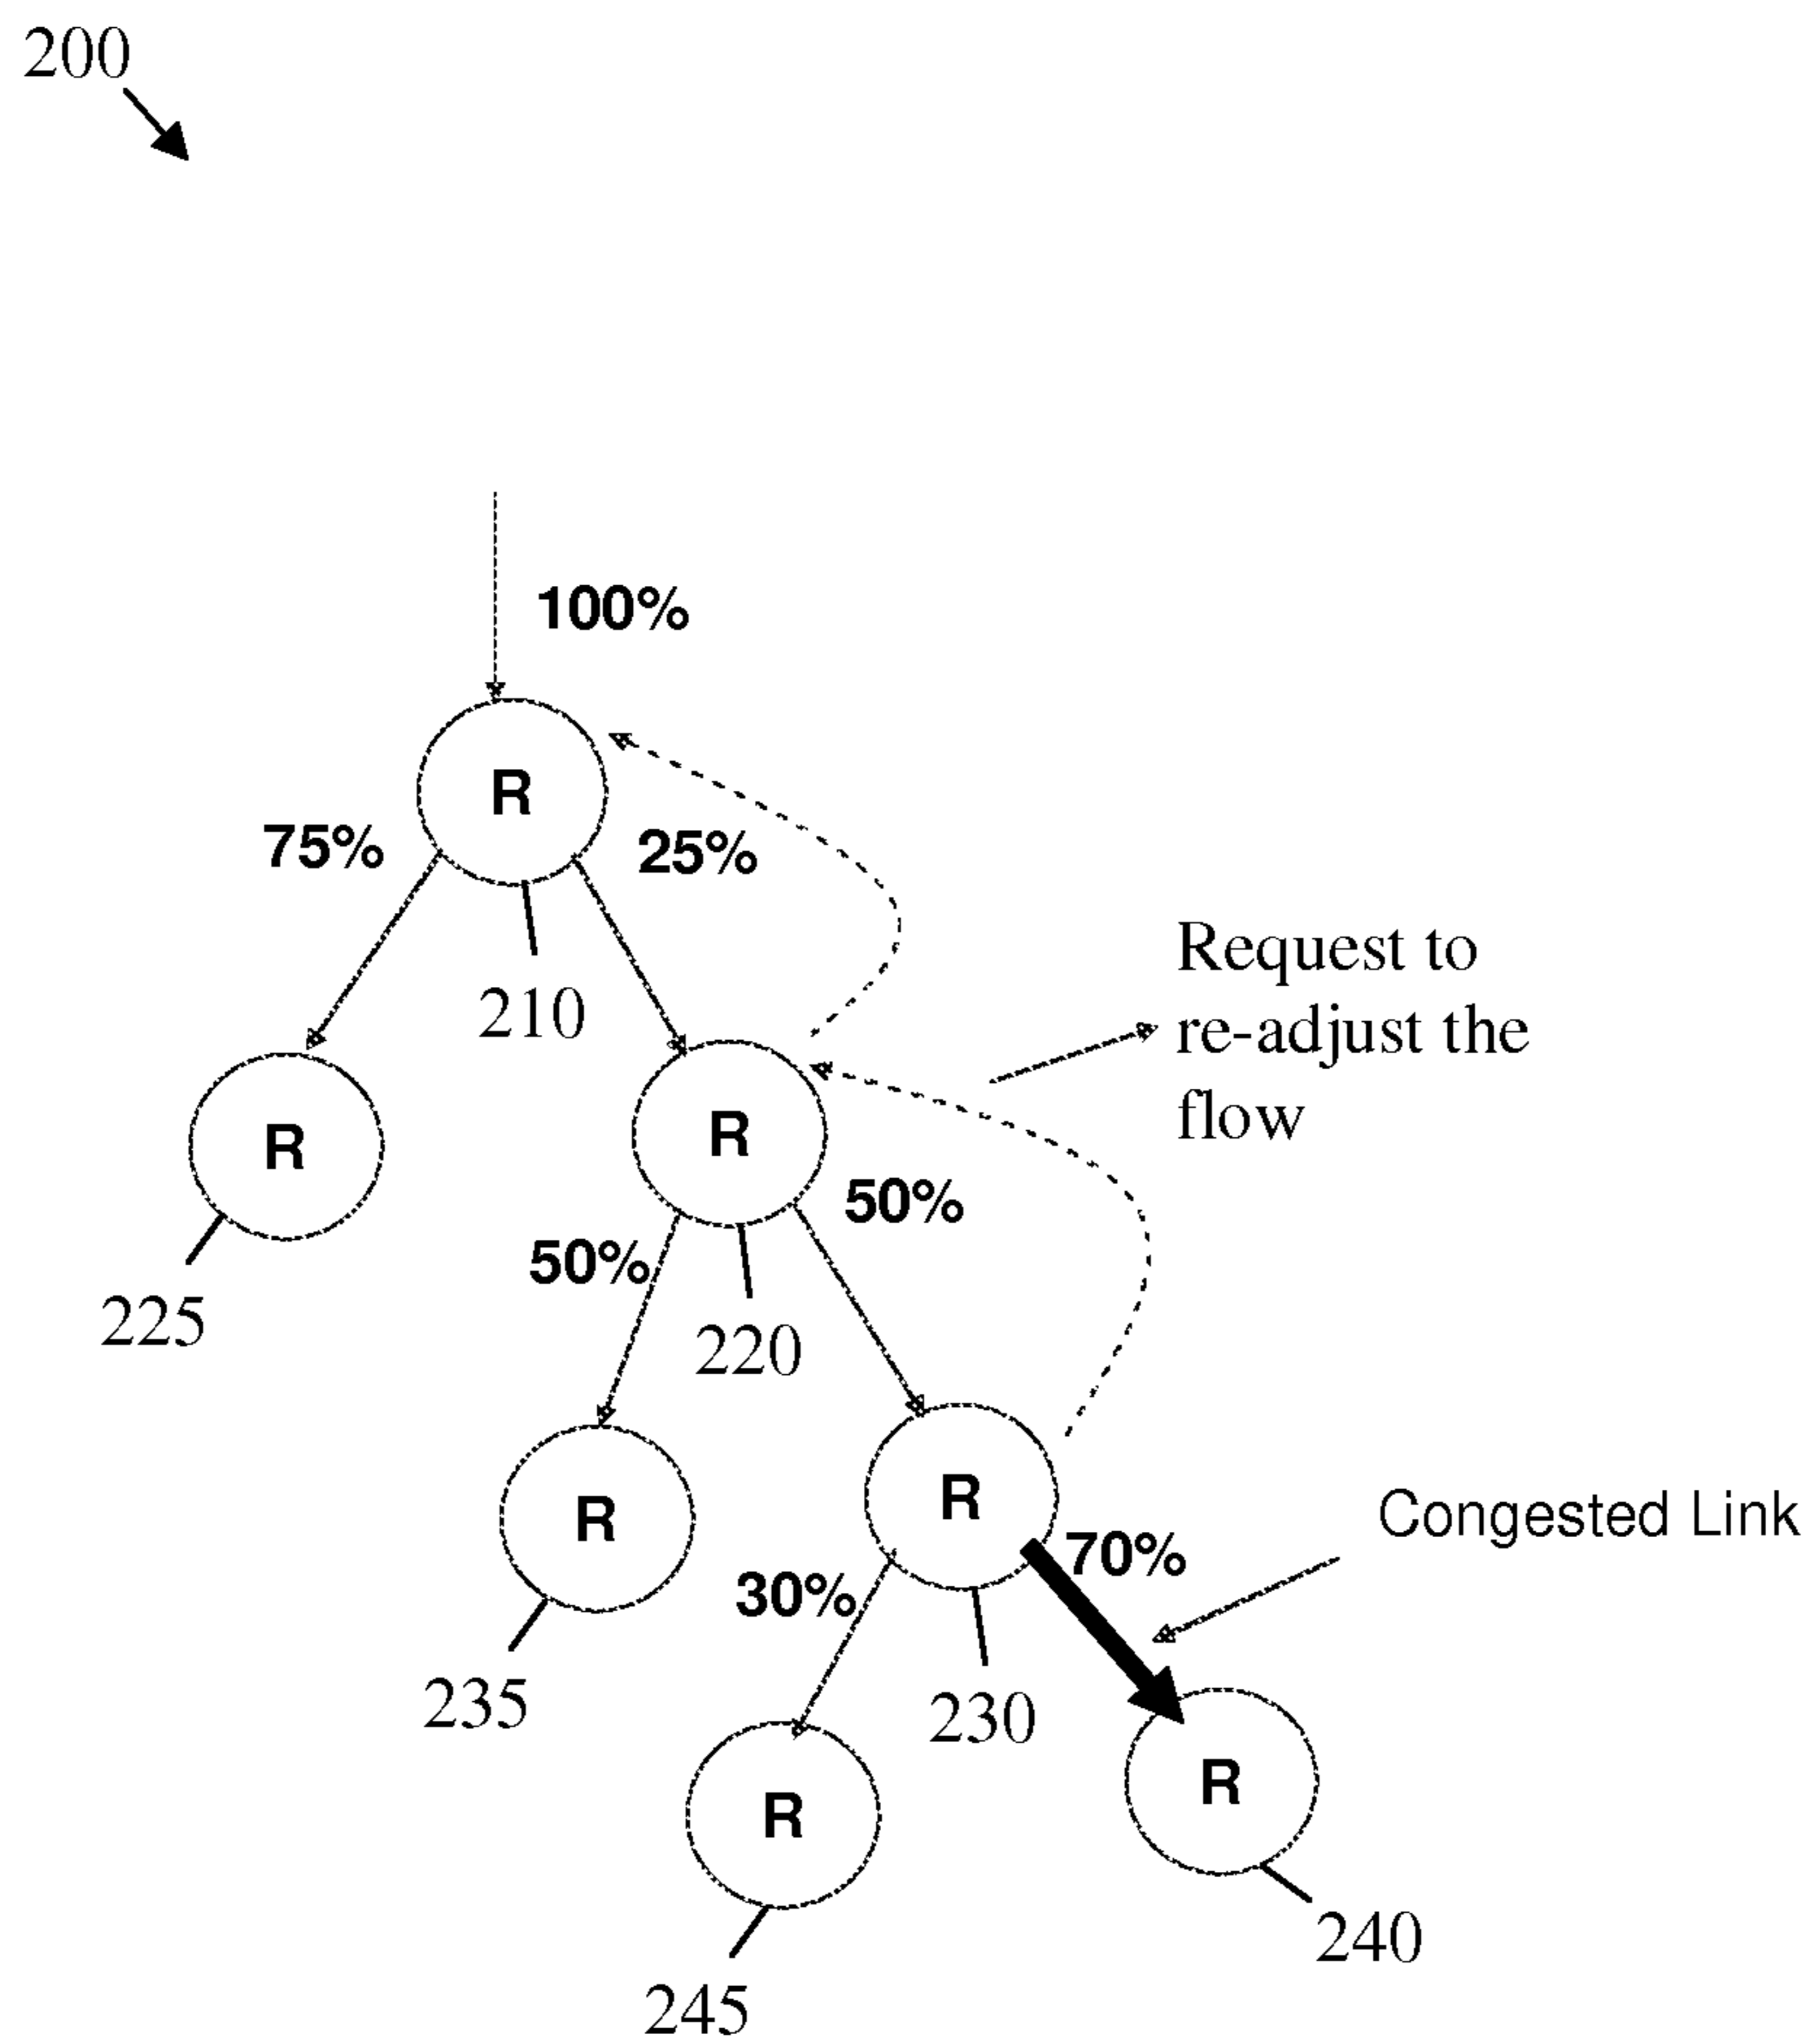 200
100%
R
75%
25%
210
Request to
re-adjust the
flow
R
R
50%
50%
225
220
R
R
Congested Link
70%
30%
235
230
R
R
240
245